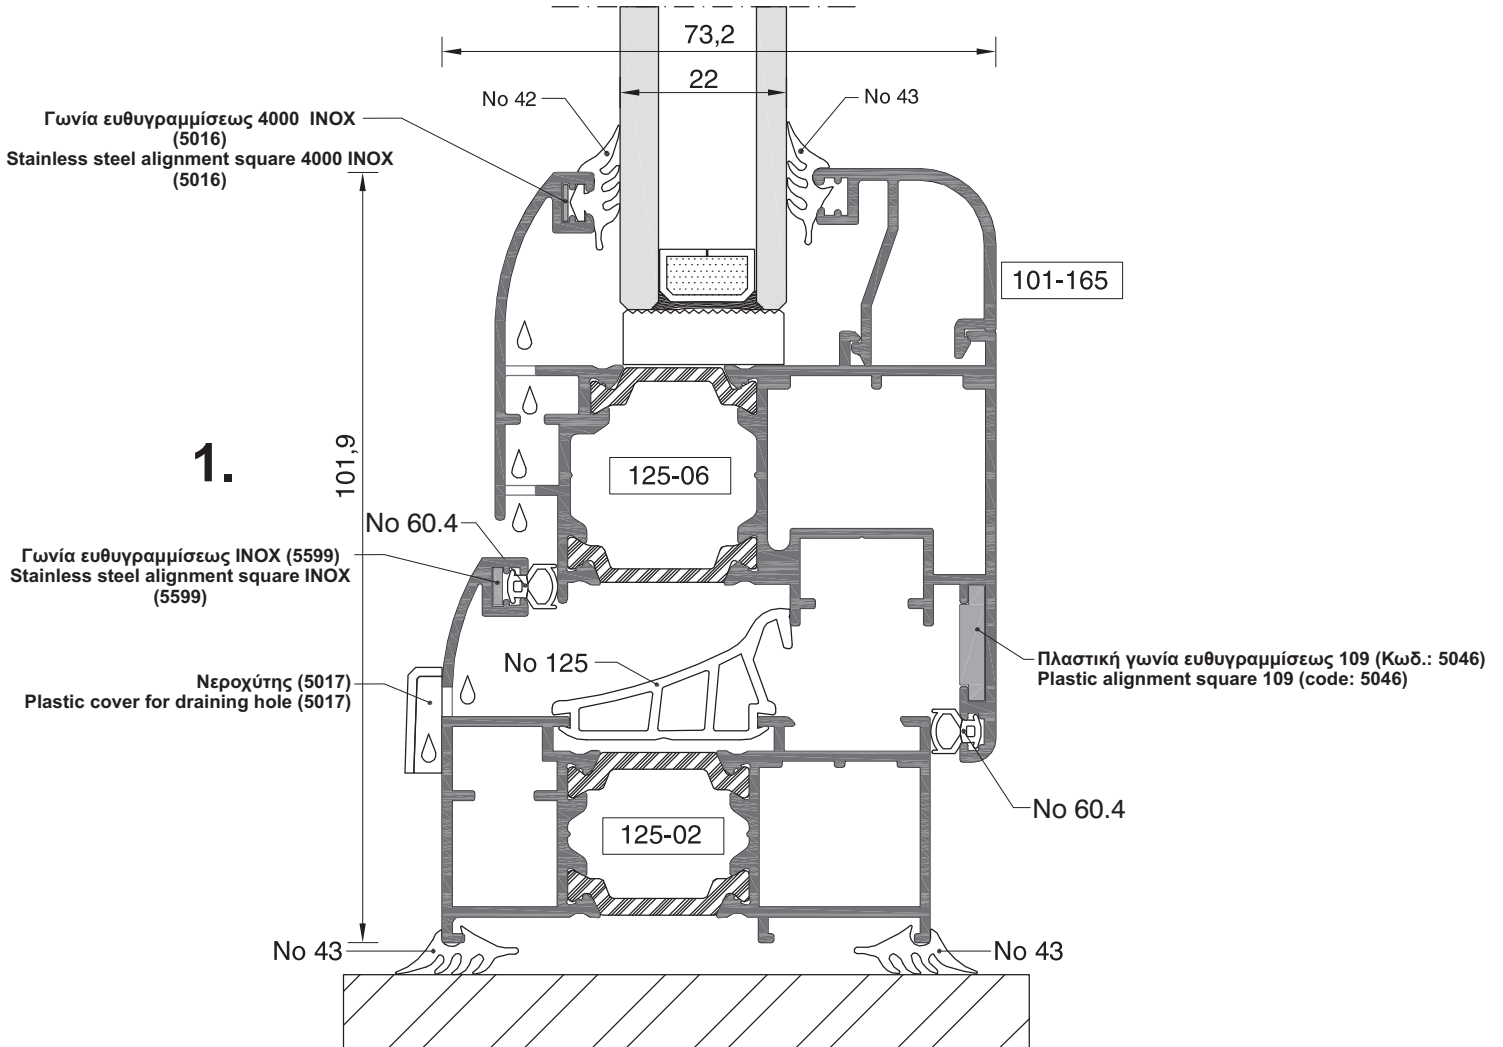 73,2
22
No 42
No 43
Γωνία ευθυγραμμίσεως 4000 INOX
(5016)
Stainless steel alignment square 4000 INOX
(5016)
101-165
1.
101,9
125-06
No 60.4
Γωνία ευθυγραμμίσεως INOX (5599)
Stainless steel alignment square INOX
(5599)
No 125
Πλαστική γωνία ευθυγραμμίσεως 109 (Κωδ.: 5046)
Plastic alignment square 109 (code: 5046)
Νεροχύτης (5017)
Plastic cover for draining hole (5017)
No 60.4
125-02
No 43
No 43